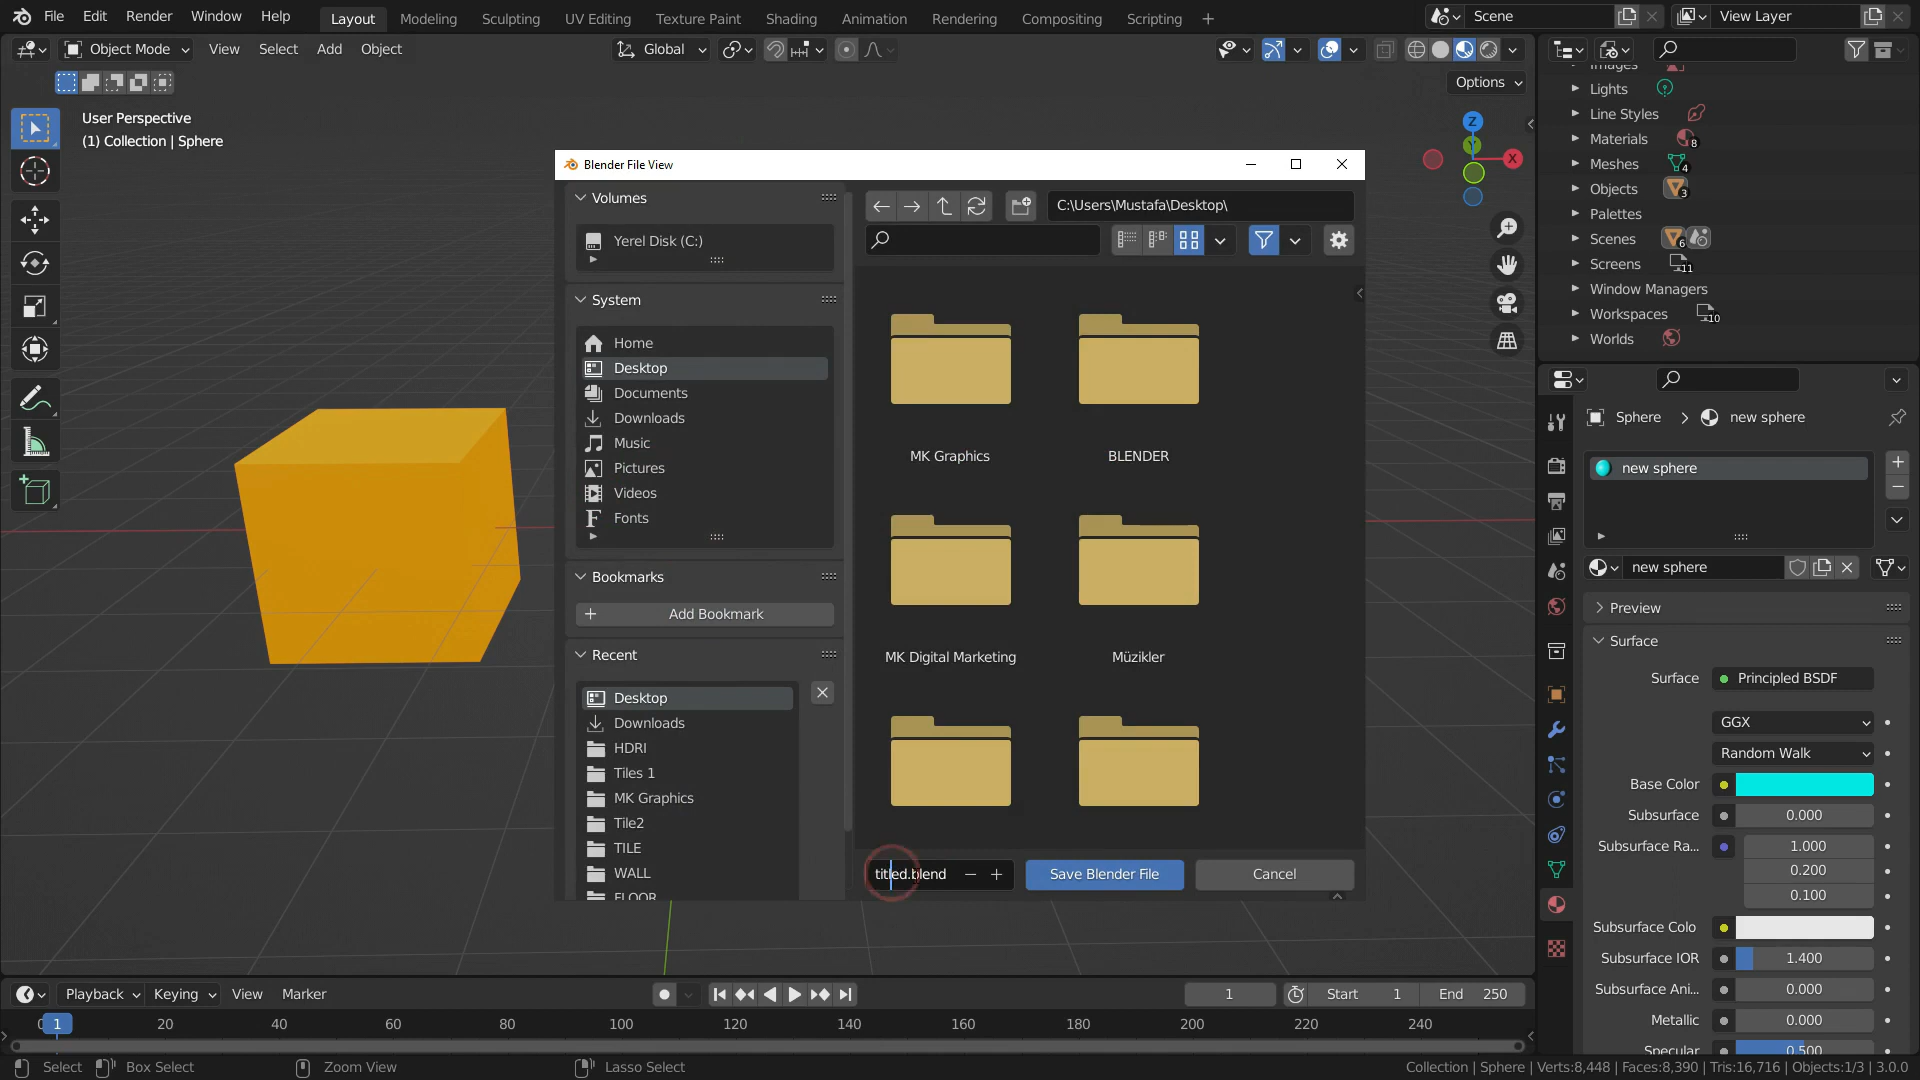 File Edit Render Window Help Layout Modeling Sculpting UV Editing Texture Paint Shading Animation Rendering Compositing Scripting + Scene View Layer
Object Mode View Select Add Object Global
Options
User Perspective
(1) Collection | Sphere
Z
Y
X
Blender File View
Volumes
Yerel Disk (C:)
System
Home
Desktop
Documents
Downloads
Music
Pictures
Videos
Fonts
Bookmarks
Add Bookmark
Recent
Desktop
Downloads
HDRI
Tiles 1
MK Graphics
Tile2
TILE
WALL
FLOOR
C:\Users\Mustafa\Desktop\
MK Graphics
BLENDER
MK Digital Marketing
Müzikler
titled.blend
Save Blender File
Cancel
Images
Lights
Line Styles
Materials 8
Meshes 4
Objects 3
Palettes
Scenes 6
Screens 11
Window Managers
Workspaces 10
Worlds
Sphere > new sphere
new sphere
new sphere
Preview
Surface
Surface Principled BSDF
GGX
Random Walk
Base Color
Subsurface 0.000
Subsurface Ra... 1.000
0.200
0.100
Subsurface Colo
Subsurface IOR 1.400
Subsurface Ani... 0.000
Metallic 0.000
Specular 0.500
Playback Keying View Marker 1 Start 1 End 250
0 1 20 40 60 80 100 120 140 160 180 200 220 240
Select Box Select Zoom View Lasso Select Collection | Sphere | Verts:8,448 | Faces:8,390 | Tris:16,716 | Objects:1/3 | 3.0.0